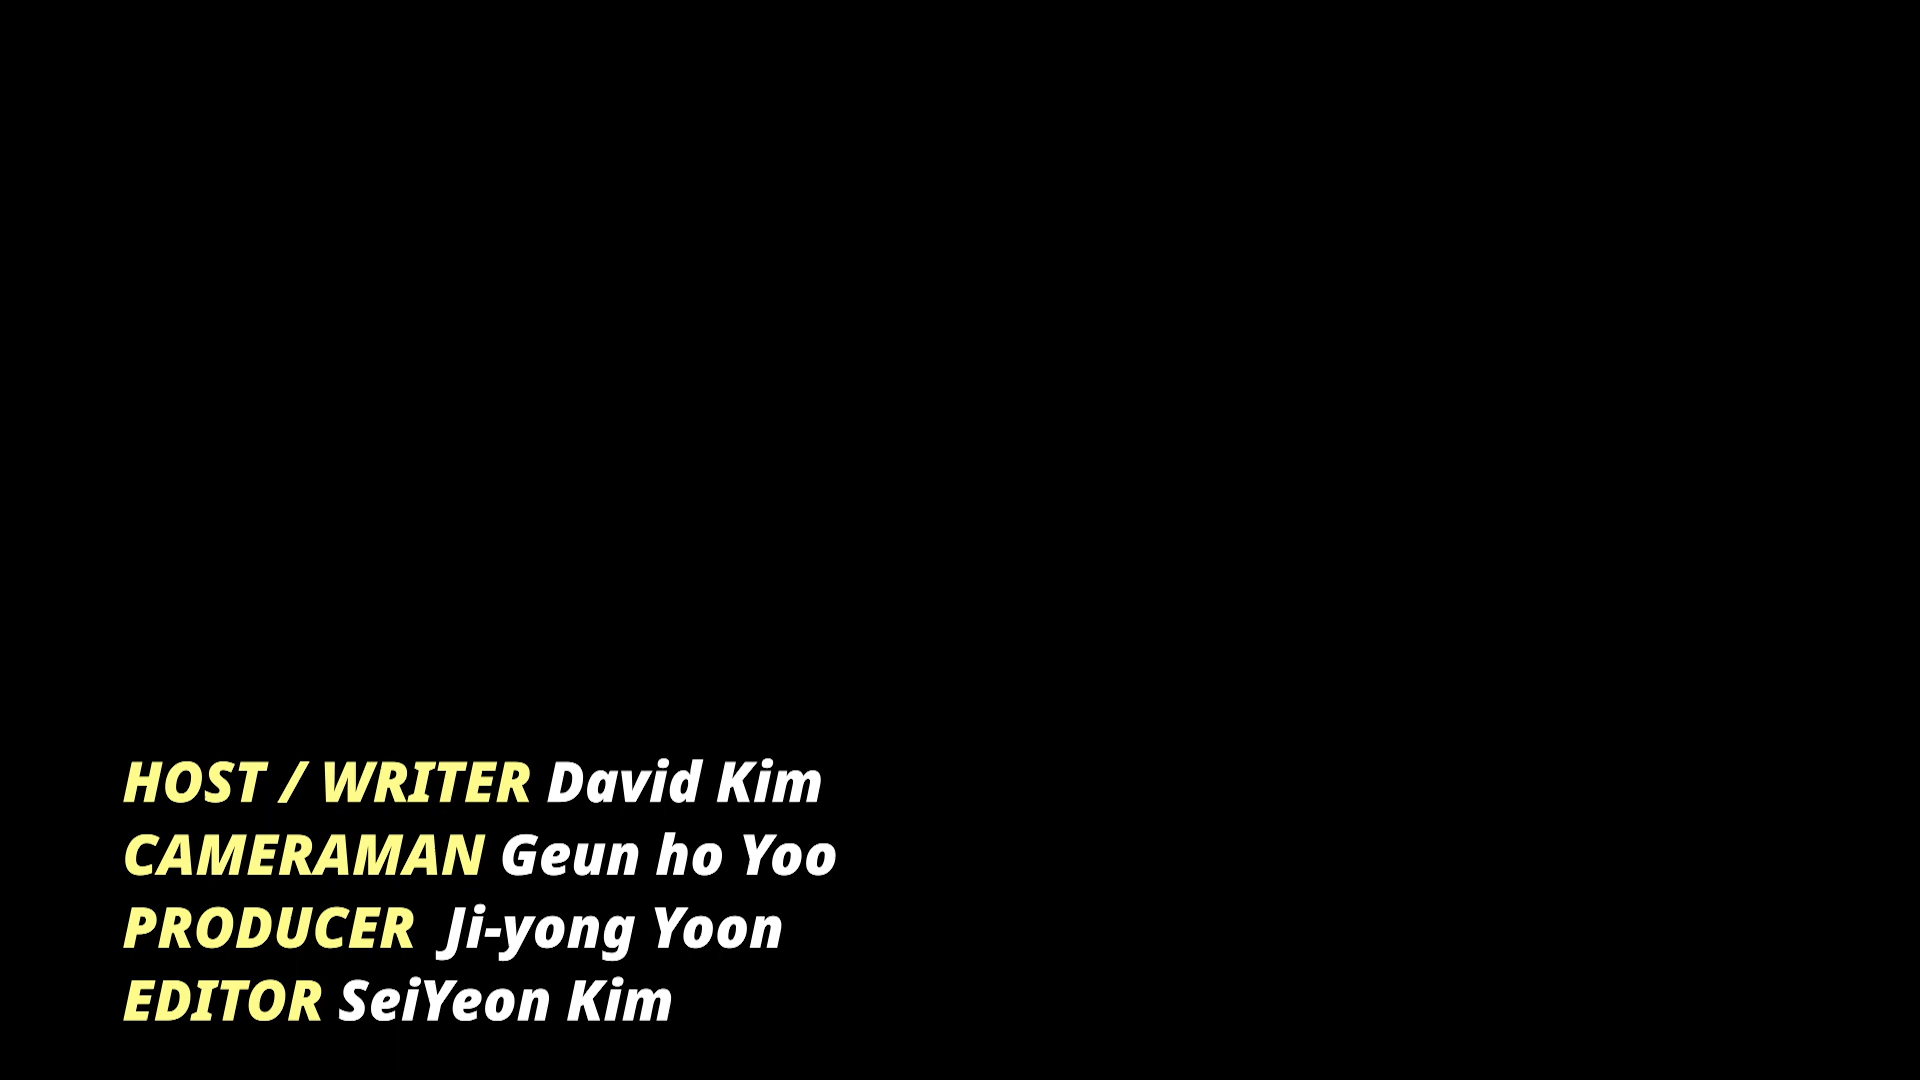 HOST / WRITER David Kim
CAMERAMAN Geun ho Yoo
PRODUCER Ji-yong Yoon
EDITOR SeiYeon Kim